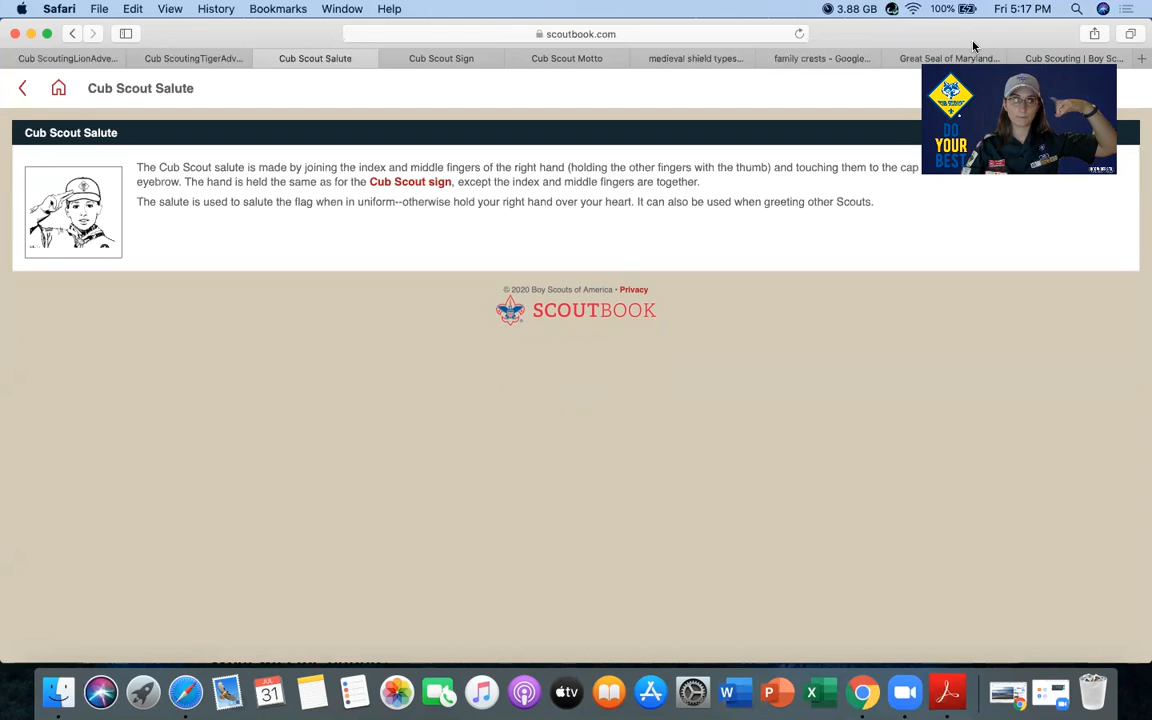 Safari File Edit View History Bookmarks Window Help 3.88 GB 100% Fri 5:17 PM
scoutbook.com
Cub ScoutingLionAdve... Cub ScoutingTigerAdv... Cub Scout Salute Cub Scout Sign Cub Scout Motto medieval shield types... family crests - Google... Great Seal of Maryland... Cub Scouting | Boy Sc...
Cub Scout Salute
CUB SCOUTS
DO
YOUR
BEST
Cub Scout Salute
The Cub Scout salute is made by joining the index and middle fingers of the right hand (holding the other fingers with the thumb) and touching them to the cap
eyebrow. The hand is held the same as for the Cub Scout sign, except the index and middle fingers are together.
The salute is used to salute the flag when in uniform--otherwise hold your right hand over your heart. It can also be used when greeting other Scouts.
© 2020 Boy Scouts of America • Privacy
SCOUTBOOK
JUL
31
tv
W P X